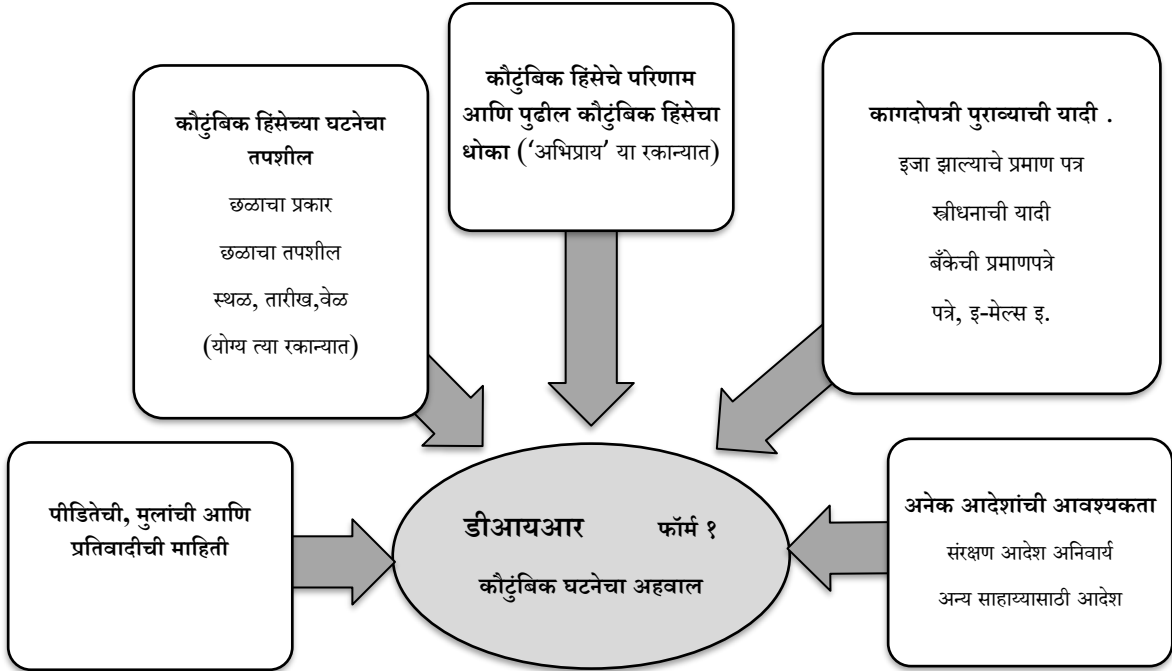 कौटुंबिक हिंसेच्या घटनेचा
तपशील
छळाचा प्रकार
छळाचा तपशील
स्थळ, तारीख,वेळ
(योग्य त्या रकान्यात)
कौटुंबिक हिंसेचे परिणाम
आणि पुढील कौटुंबिक हिंसेचा
धोका (‘अभिप्राय’ या रकान्यात)
कागदोपत्री पुराव्याची यादी .
इजा झाल्याचे प्रमाण पत्र
स्त्रीधनाची यादी
बँकेची प्रमाणपत्रे
पत्रे, इ-मेल्स इ.
पीडितेची, मुलांची आणि
प्रतिवादीची माहिती
डीआयआर फॉर्म १
कौटुंबिक घटनेचा अहवाल
अनेक आदेशांची आवश्यकता
संरक्षण आदेश अनिवार्य
अन्य साहाय्यासाठी आदेश